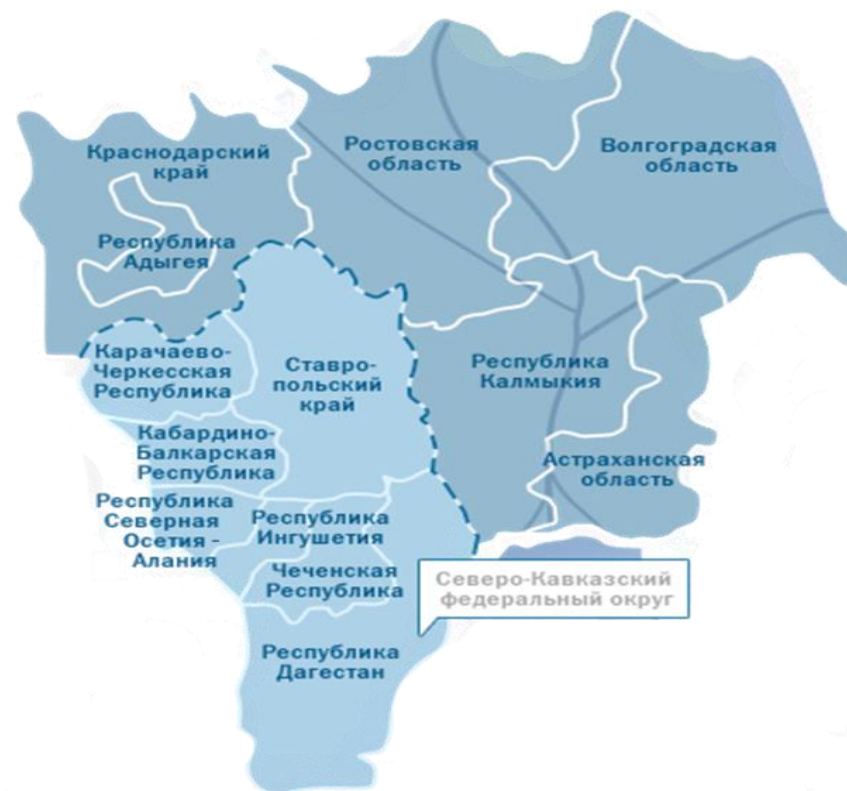 Краснодарский
край
Ростовская
область
Волгоградская
область
Республика
Адыгея
Карачаево-
Черкесская
Республика
Ставро-
польский
край
Республика
Калмыкия
Кабардино-
Балкарская
Республика
Астраханская
область
Республика
Северная
Осетия -
Алания
Республика
Ингушетия
Чеченская
Республика
Северо-Кавказский
федеральный округ
Республика
Дагестан